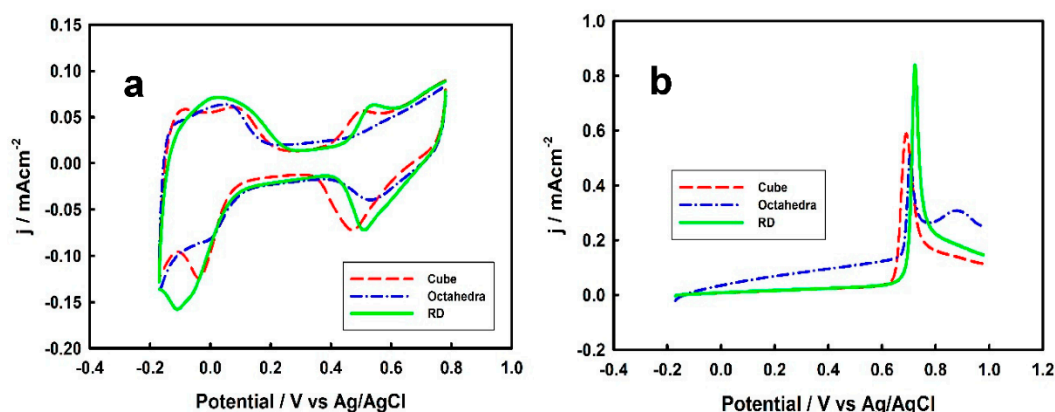 0.15
0.10
0.05
0.00
-0.05
-0.10
-0.15
-0.20
j / mAcm-2
a
Cube
Octahedra
RD
-0.4 -0.2 0.0 0.2 0.4 0.6 0.8 1.0
Potential / V vs Ag/AgCl
1.0
0.8
0.6
0.4
0.2
0.0
-0.2
j / mAcm-2
b
Cube
Octahedra
RD
-0.4 -0.2 0.0 0.2 0.4 0.6 0.8 1.0 1.2
Potential / V vs Ag/AgCl